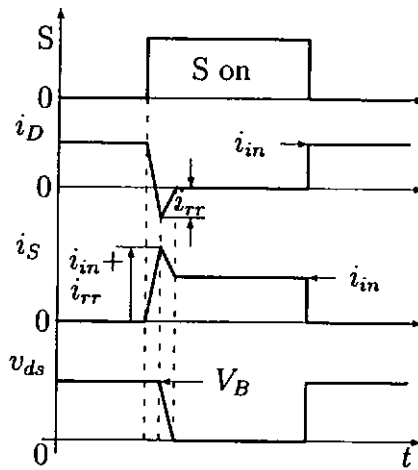 S
S on
0
i_D
i_in
0
i_rr
i_S
i_in+
i_rr
i_in
0
v_ds
V_B
0
t